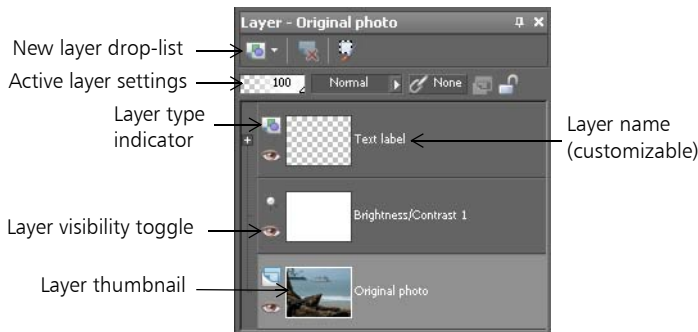 Layer - Original photo
New layer drop-list
Active layer settings
100
Normal
None
Layer type
indicator
Text label
Layer name
(customizable)
Brightness/Contrast 1
Layer visibility toggle
Layer thumbnail
Original photo